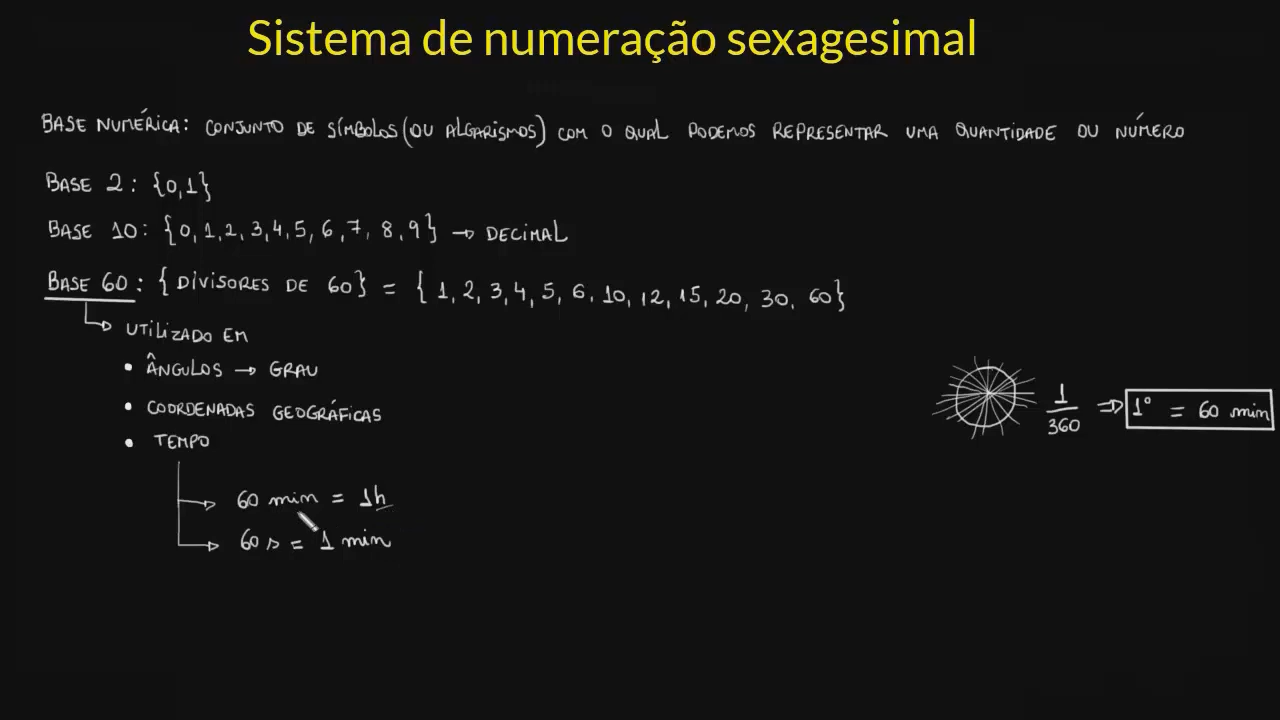 Sistema de numeração sexagesimal
BASE NUMÉRICA: CONJUNTO DE SÍMBOLOS (OU ALGARISMOS) COM O QUAL PODEMOS REPRESENTAR UMA QUANTIDADE OU NÚMERO
BASE 2: {0,1}
BASE 10: {0,1,2,3,4,5,6,7,8,9} → DECIMAL
BASE 60: {DIVISORES DE 60} = {1,2,3,4,5,6,10,12,15,20,30,60}
UTILIZADO EM
• ÂNGULOS → GRAU
• COORDENADAS GEOGRÁFICAS
• TEMPO
60 min = 1h
60 s = 1 min
1/360 ⇒ 1° = 60 min